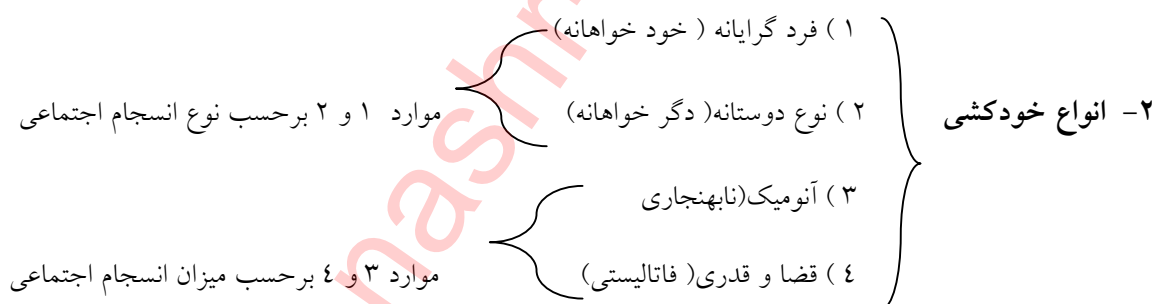 ۱ ) فرد گرایانه ( خود خواهانه)
۲- انواع خودکشی
۲ ) نوع دوستانه( دگر خواهانه)
موارد ۱ و ۲ برحسب نوع انسجام اجتماعی
۳ ) آنومیک(نابهنجاری
۴ ) قضا و قدری( فاتالیستی)
موارد ۳ و ۴ برحسب میزان انسجام اجتماعی